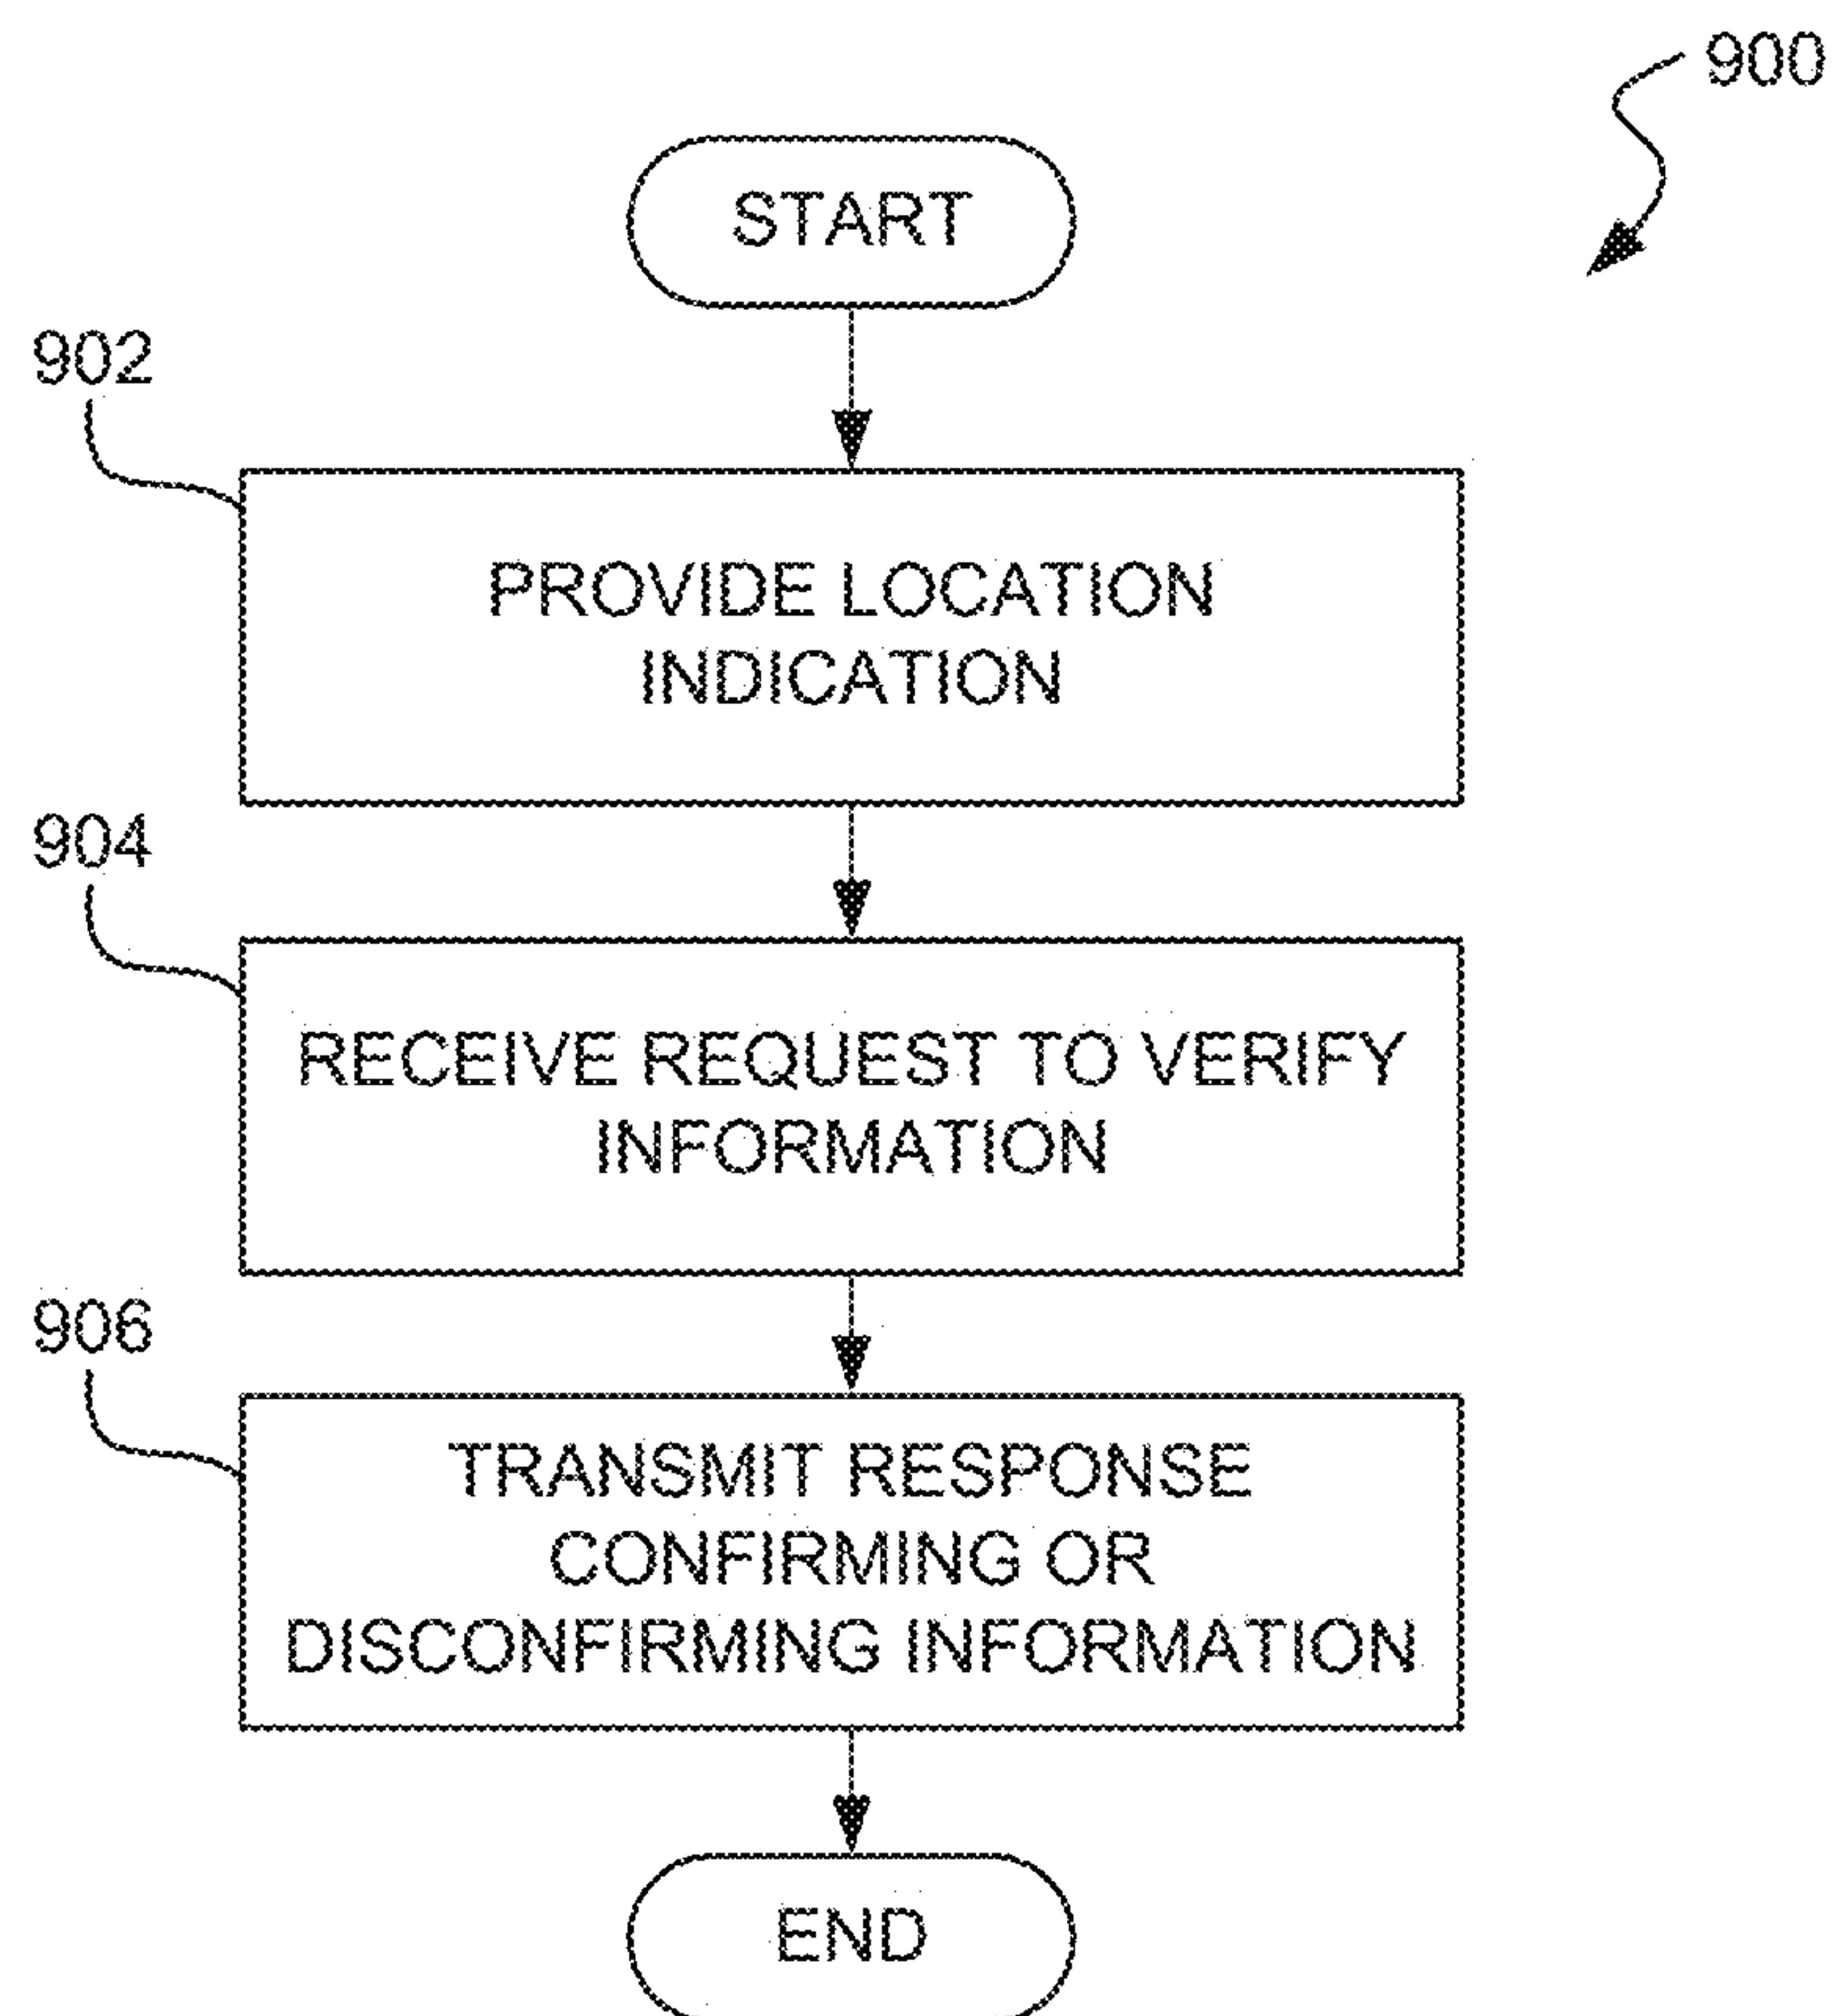 900
START
902
PROVIDE LOCATION
INDICATION
904
RECEIVE REQUEST TO VERIFY
INFORMATION
906
TRANSMIT RESPONSE
CONFIRMING OR
DISCONFIRMING INFORMATION
END